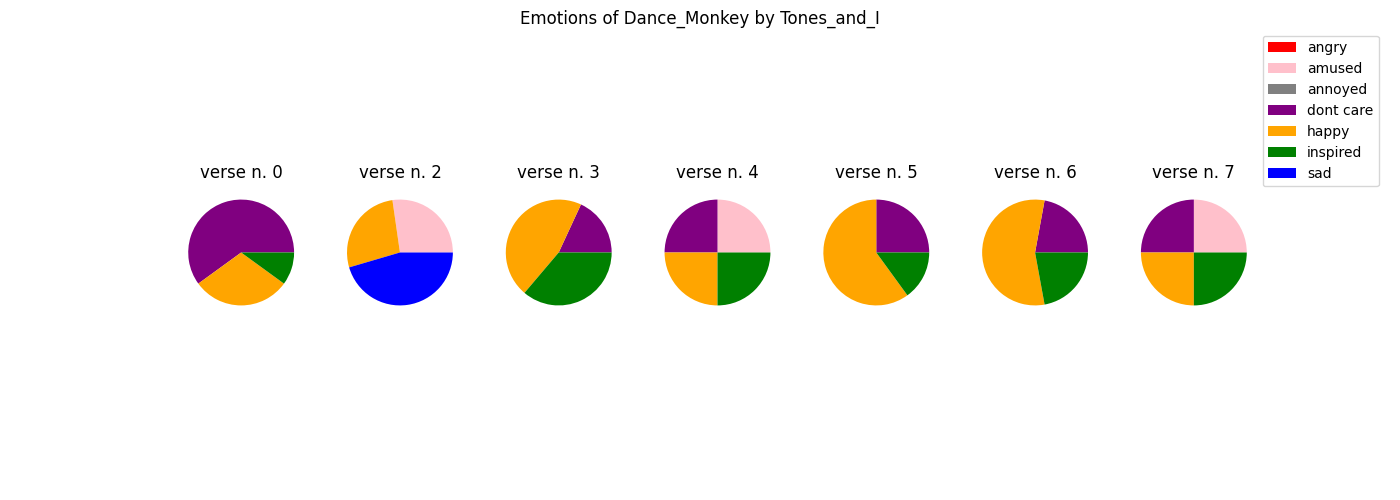 Emotions of Dance_Monkey by Tones_and_I
angry
amused
annoyed
dont care
happy
inspired
sad
verse n. 0
verse n. 2
verse n. 3
verse n. 4
verse n. 5
verse n. 6
verse n. 7